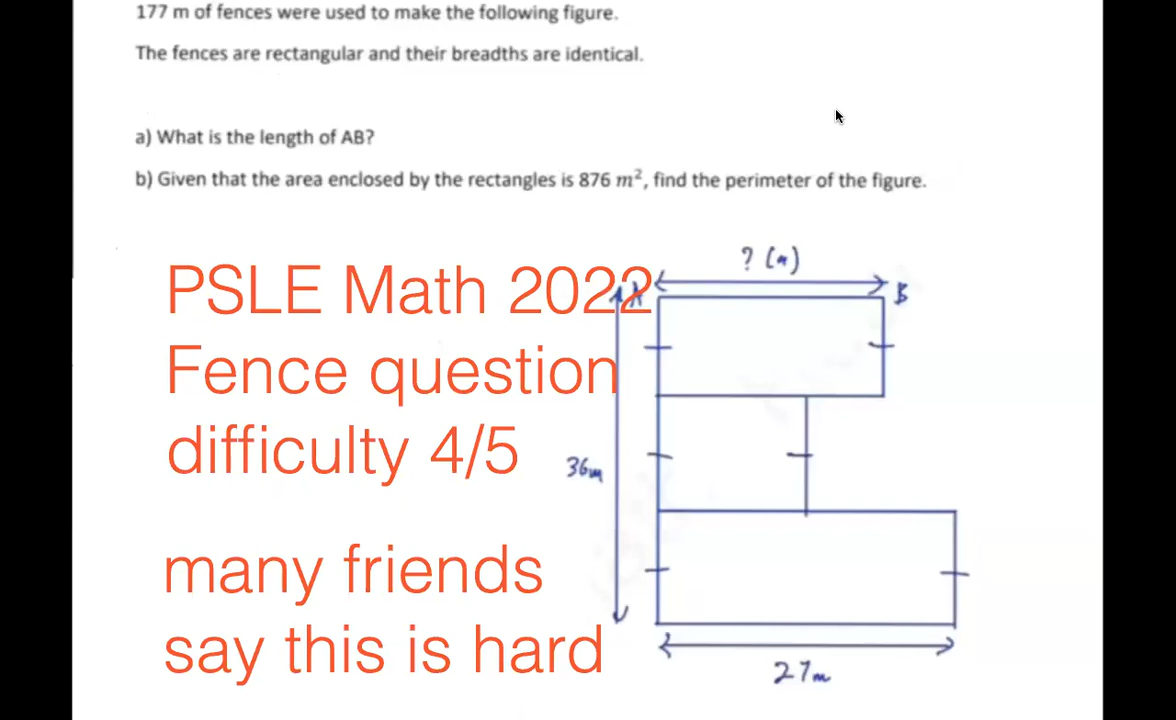 177 m of fences were used to make the following figure.
The fences are rectangular and their breadths are identical.
a) What is the length of AB?
b) Given that the area enclosed by the rectangles is 876 m², find the perimeter of the figure.
PSLE Math 2022
Fence question
difficulty 4/5
many friends
say this is hard
? (m)
A
B
36m
27m